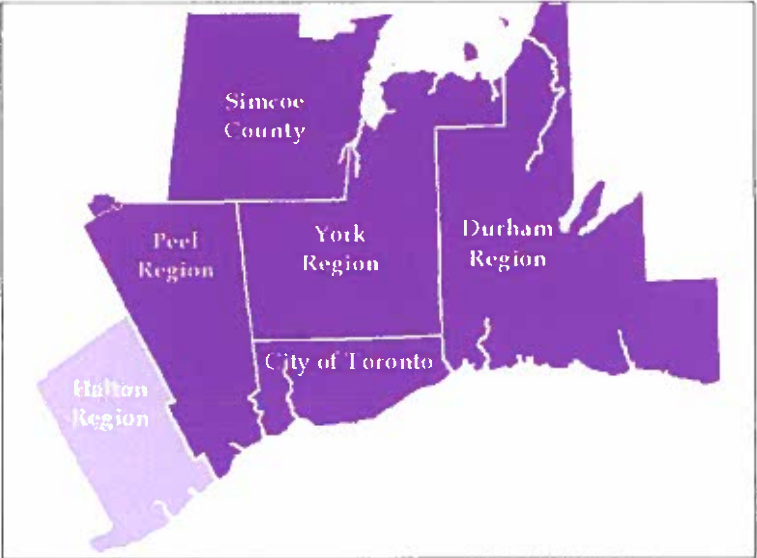 Simcoe
County
Peel
Region
York
Region
Durham
Region
City of Toronto
Halton
Region